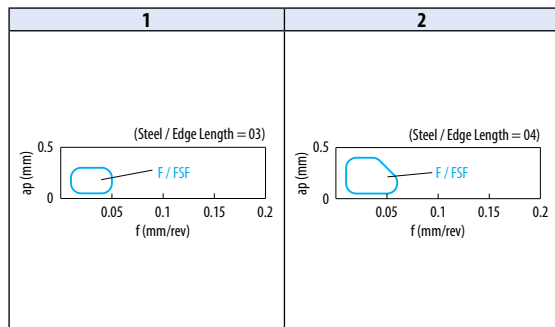 1
2
(Steel / Edge Length = 03)
0.5
ap (mm)
F / FSF
0
0.05 0.1 0.15 0.2
f (mm/rev)
(Steel / Edge Length = 04)
0.5
ap (mm)
F / FSF
0
0.05 0.1 0.15 0.2
f (mm/rev)